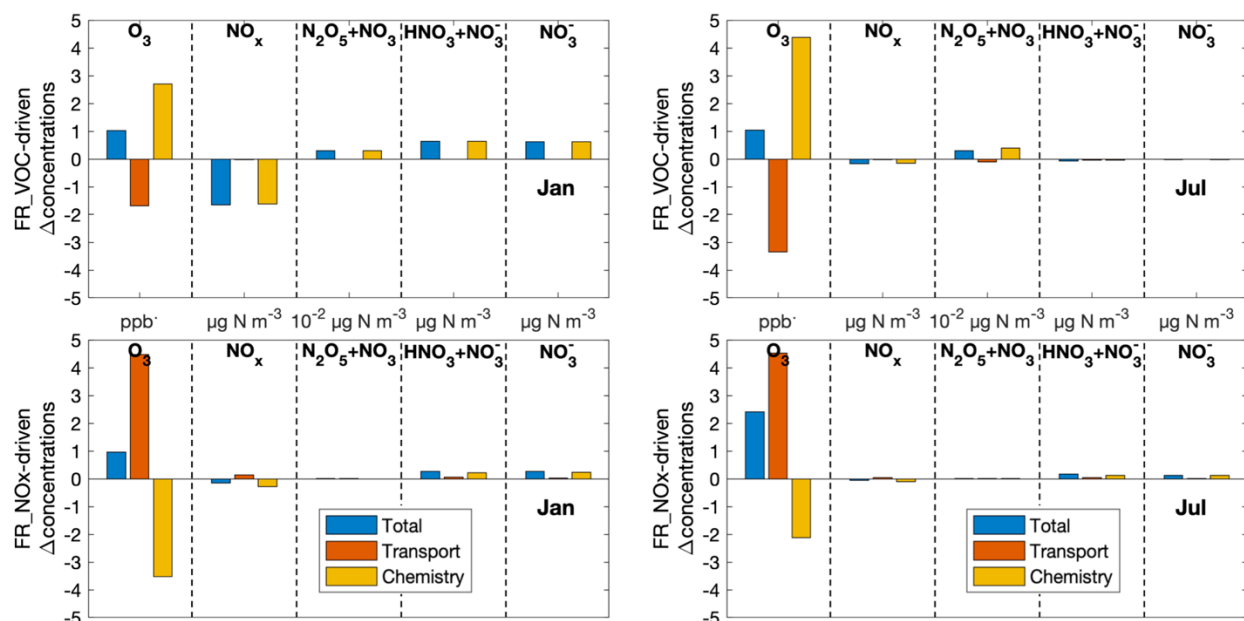 O₃ NOₓ N₂O₅+NO₃ HNO₃+NO₃⁻ NO₃⁻
5
4
3
2
1
0
-1
-2
-3
-4
-5
FR_VOC-driven
Δconcentrations
Jan
ppb· μg N m⁻³ 10⁻² μg N m⁻³ μg N m⁻³ μg N m⁻³
O₃ NOₓ N₂O₅+NO₃ HNO₃+NO₃⁻ NO₃⁻
5
4
3
2
1
0
-1
-2
-3
-4
-5
FR_VOC-driven
Δconcentrations
Jul
ppb· μg N m⁻³ 10⁻² μg N m⁻³ μg N m⁻³ μg N m⁻³
O₃ NOₓ N₂O₅+NO₃ HNO₃+NO₃⁻ NO₃⁻
5
4
3
2
1
0
-1
-2
-3
-4
-5
FR_NOx-driven
Δconcentrations
Jan
Total
Transport
Chemistry
O₃ NOₓ N₂O₅+NO₃ HNO₃+NO₃⁻ NO₃⁻
5
4
3
2
1
0
-1
-2
-3
-4
-5
FR_NOx-driven
Δconcentrations
Jul
Total
Transport
Chemistry